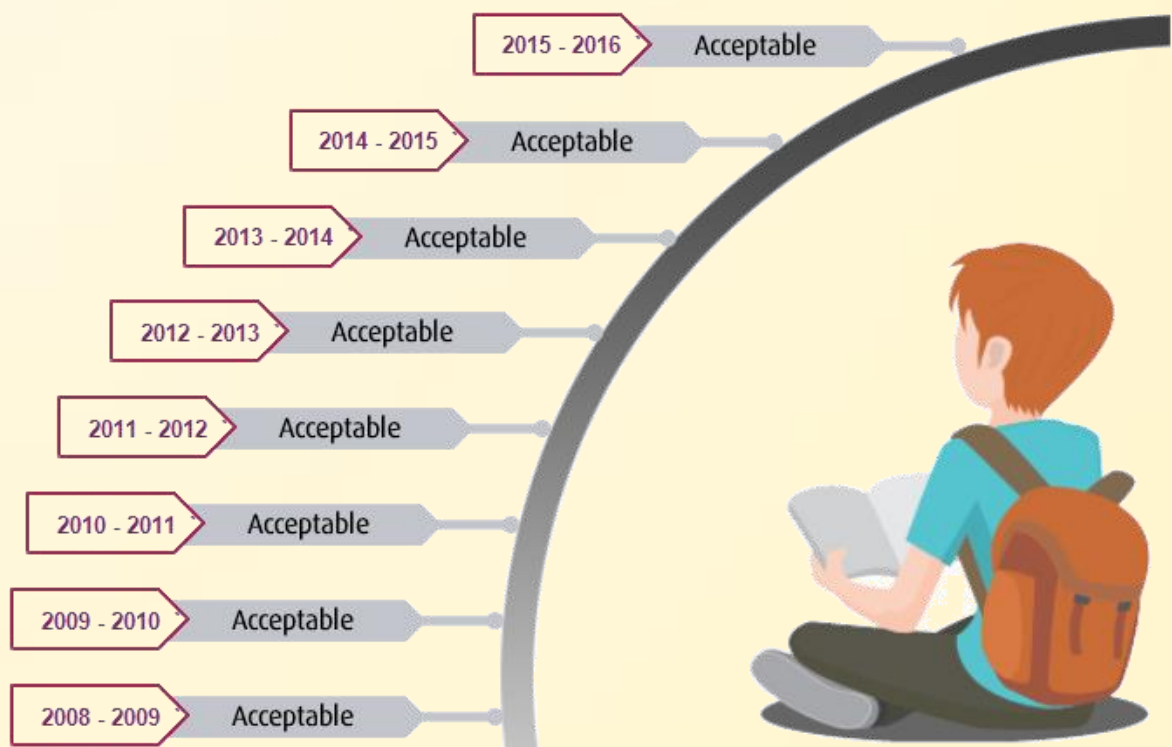 2015 - 2016 Acceptable
2014 - 2015 Acceptable
2013 - 2014 Acceptable
2012 - 2013 Acceptable
2011 - 2012 Acceptable
2010 - 2011 Acceptable
2009 - 2010 Acceptable
2008 - 2009 Acceptable